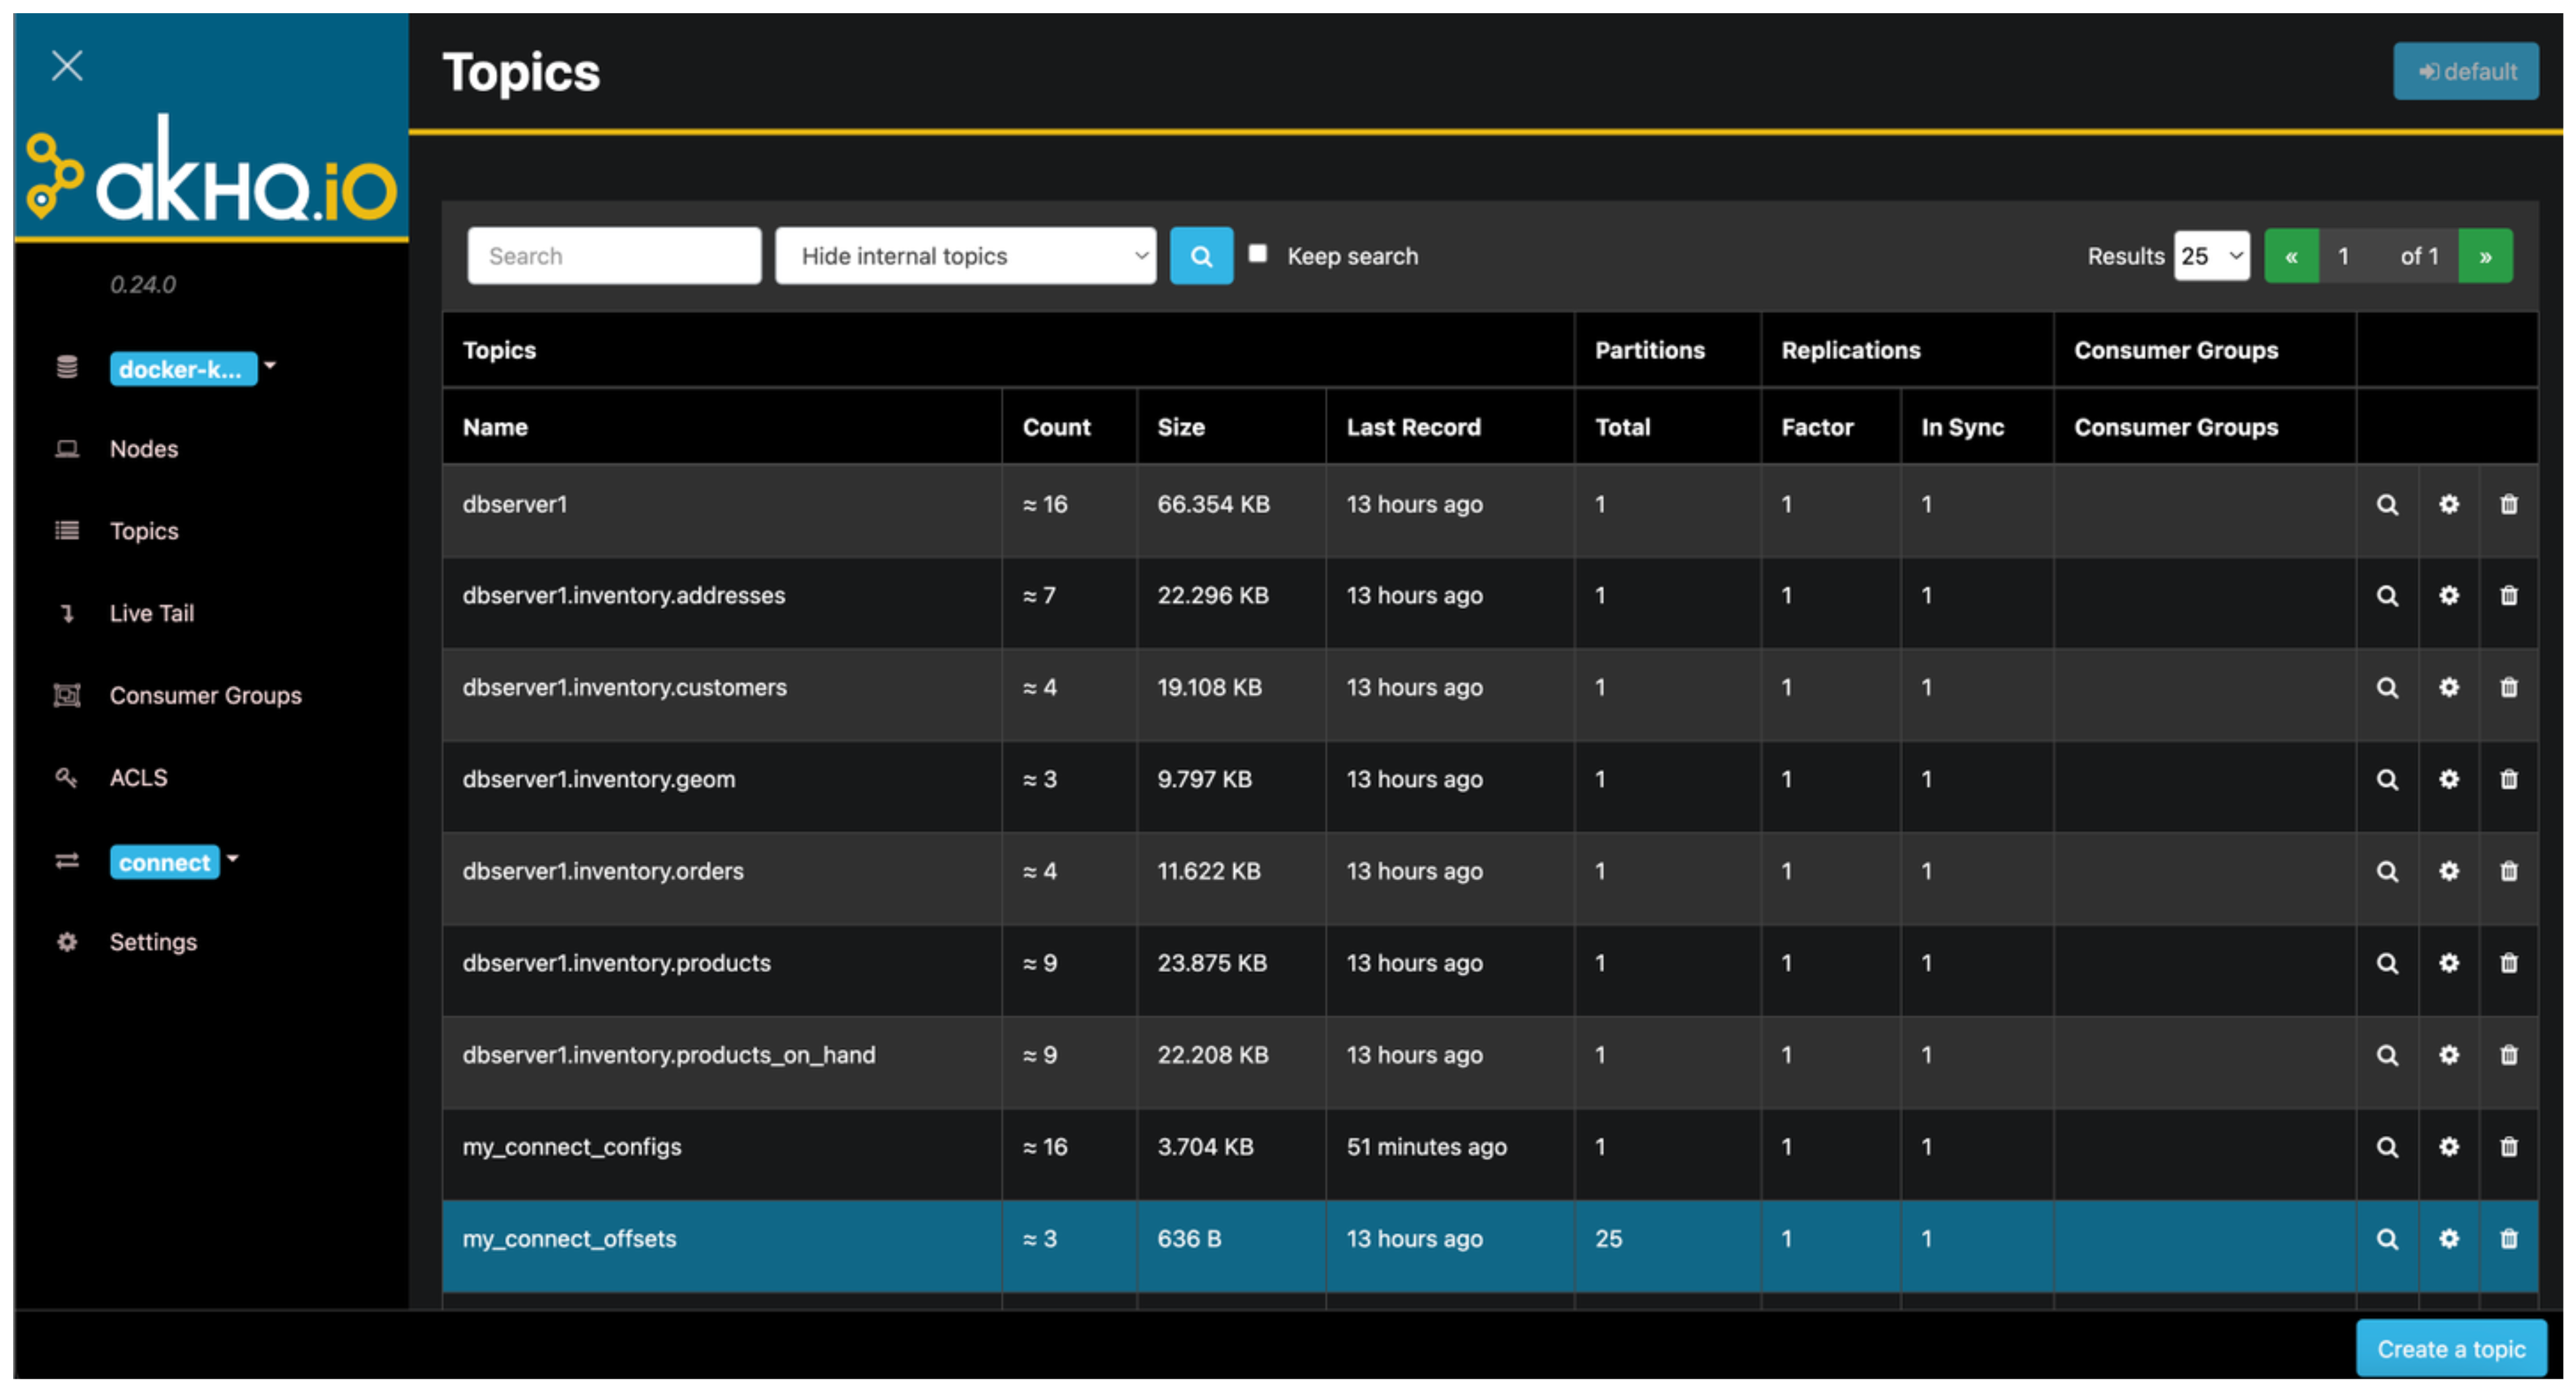 Topics
default
akHQ.io
0.24.0
docker-k...
Nodes
Topics
Live Tail
Consumer Groups
ACLS
connect
Settings
Search
Hide internal topics
Keep search
Results 25 « 1 of 1 »
Topics Partitions Replications Consumer Groups
Name Count Size Last Record Total Factor In Sync Consumer Groups
dbserver1 ≈ 16 66.354 KB 13 hours ago 1 1 1
dbserver1.inventory.addresses ≈ 7 22.296 KB 13 hours ago 1 1 1
dbserver1.inventory.customers ≈ 4 19.108 KB 13 hours ago 1 1 1
dbserver1.inventory.geom ≈ 3 9.797 KB 13 hours ago 1 1 1
dbserver1.inventory.orders ≈ 4 11.622 KB 13 hours ago 1 1 1
dbserver1.inventory.products ≈ 9 23.875 KB 13 hours ago 1 1 1
dbserver1.inventory.products_on_hand ≈ 9 22.208 KB 13 hours ago 1 1 1
my_connect_configs ≈ 16 3.704 KB 51 minutes ago 1 1 1
my_connect_offsets ≈ 3 636 B 13 hours ago 25 1 1
Create a topic